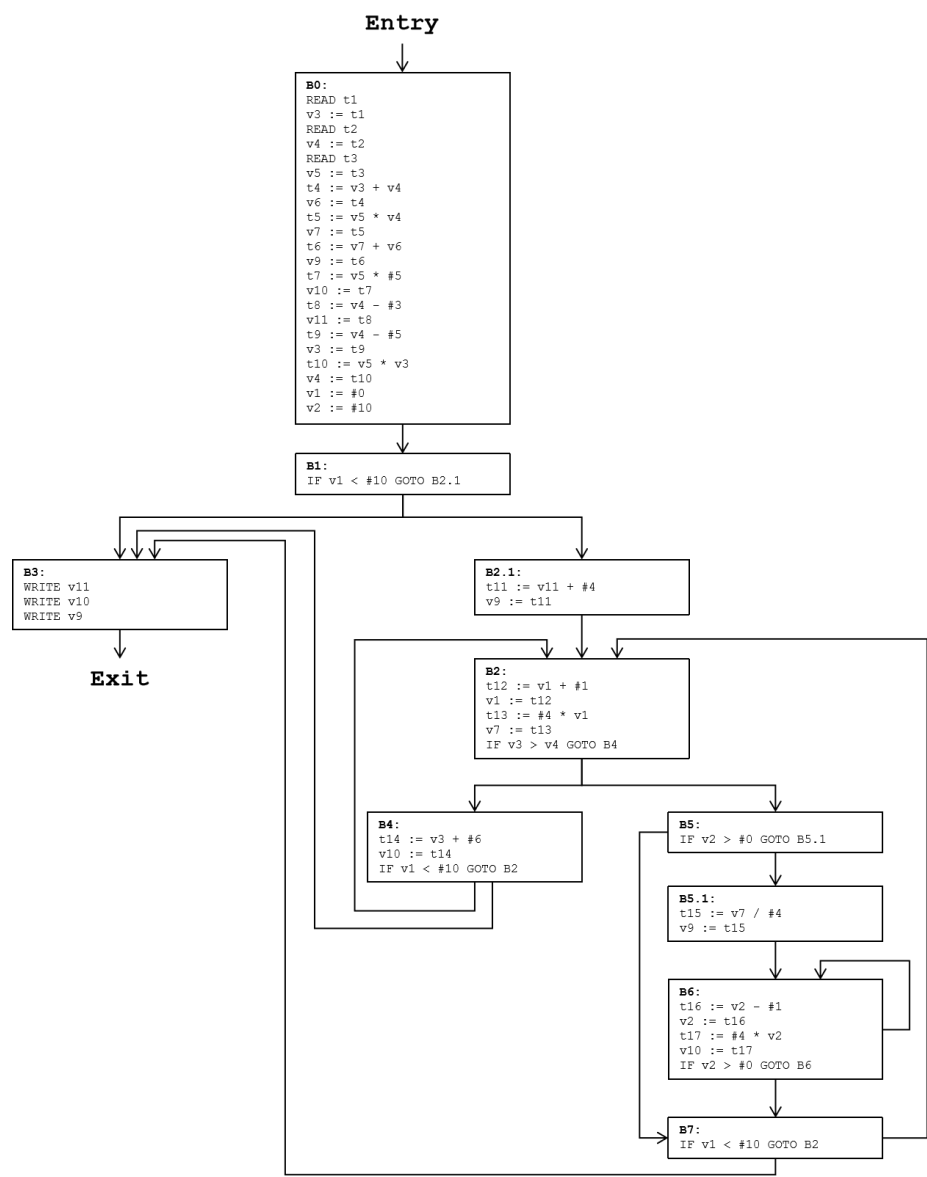 Entry
B0:
READ t1
v3 := t1
READ t2
v4 := t2
READ t3
v5 := t3
t4 := v3 + v4
v6 := t4
t5 := v5 * v4
v7 := t5
t6 := v7 + v6
v9 := t6
t7 := v5 * #5
v10 := t7
t8 := v4 - #3
v11 := t8
t9 := v4 - #5
v3 := t9
t10 := v5 * v3
v4 := t10
v1 := #0
v2 := #10
B1:
IF v1 < #10 GOTO B2.1
B3:
WRITE v11
WRITE v10
WRITE v9
Exit
B2.1:
t11 := v11 + #4
v9 := t11
B2:
t12 := v1 + #1
v1 := t12
t13 := #4 * v1
v7 := t13
IF v3 > v4 GOTO B4
B4:
t14 := v3 + #6
v10 := t14
IF v1 < #10 GOTO B2
B5:
IF v2 > #0 GOTO B5.1
B5.1:
t15 := v7 / #4
v9 := t15
B6:
t16 := v2 - #1
v2 := t16
t17 := #4 * v2
v10 := t17
IF v2 > #0 GOTO B6
B7:
IF v1 < #10 GOTO B2